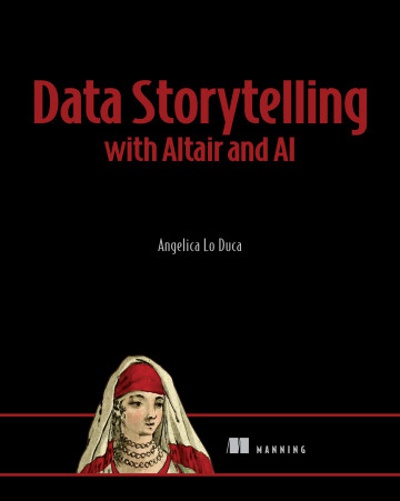 Data Storytelling
with Altair and AI
Angelica Lo Duca
MANNING